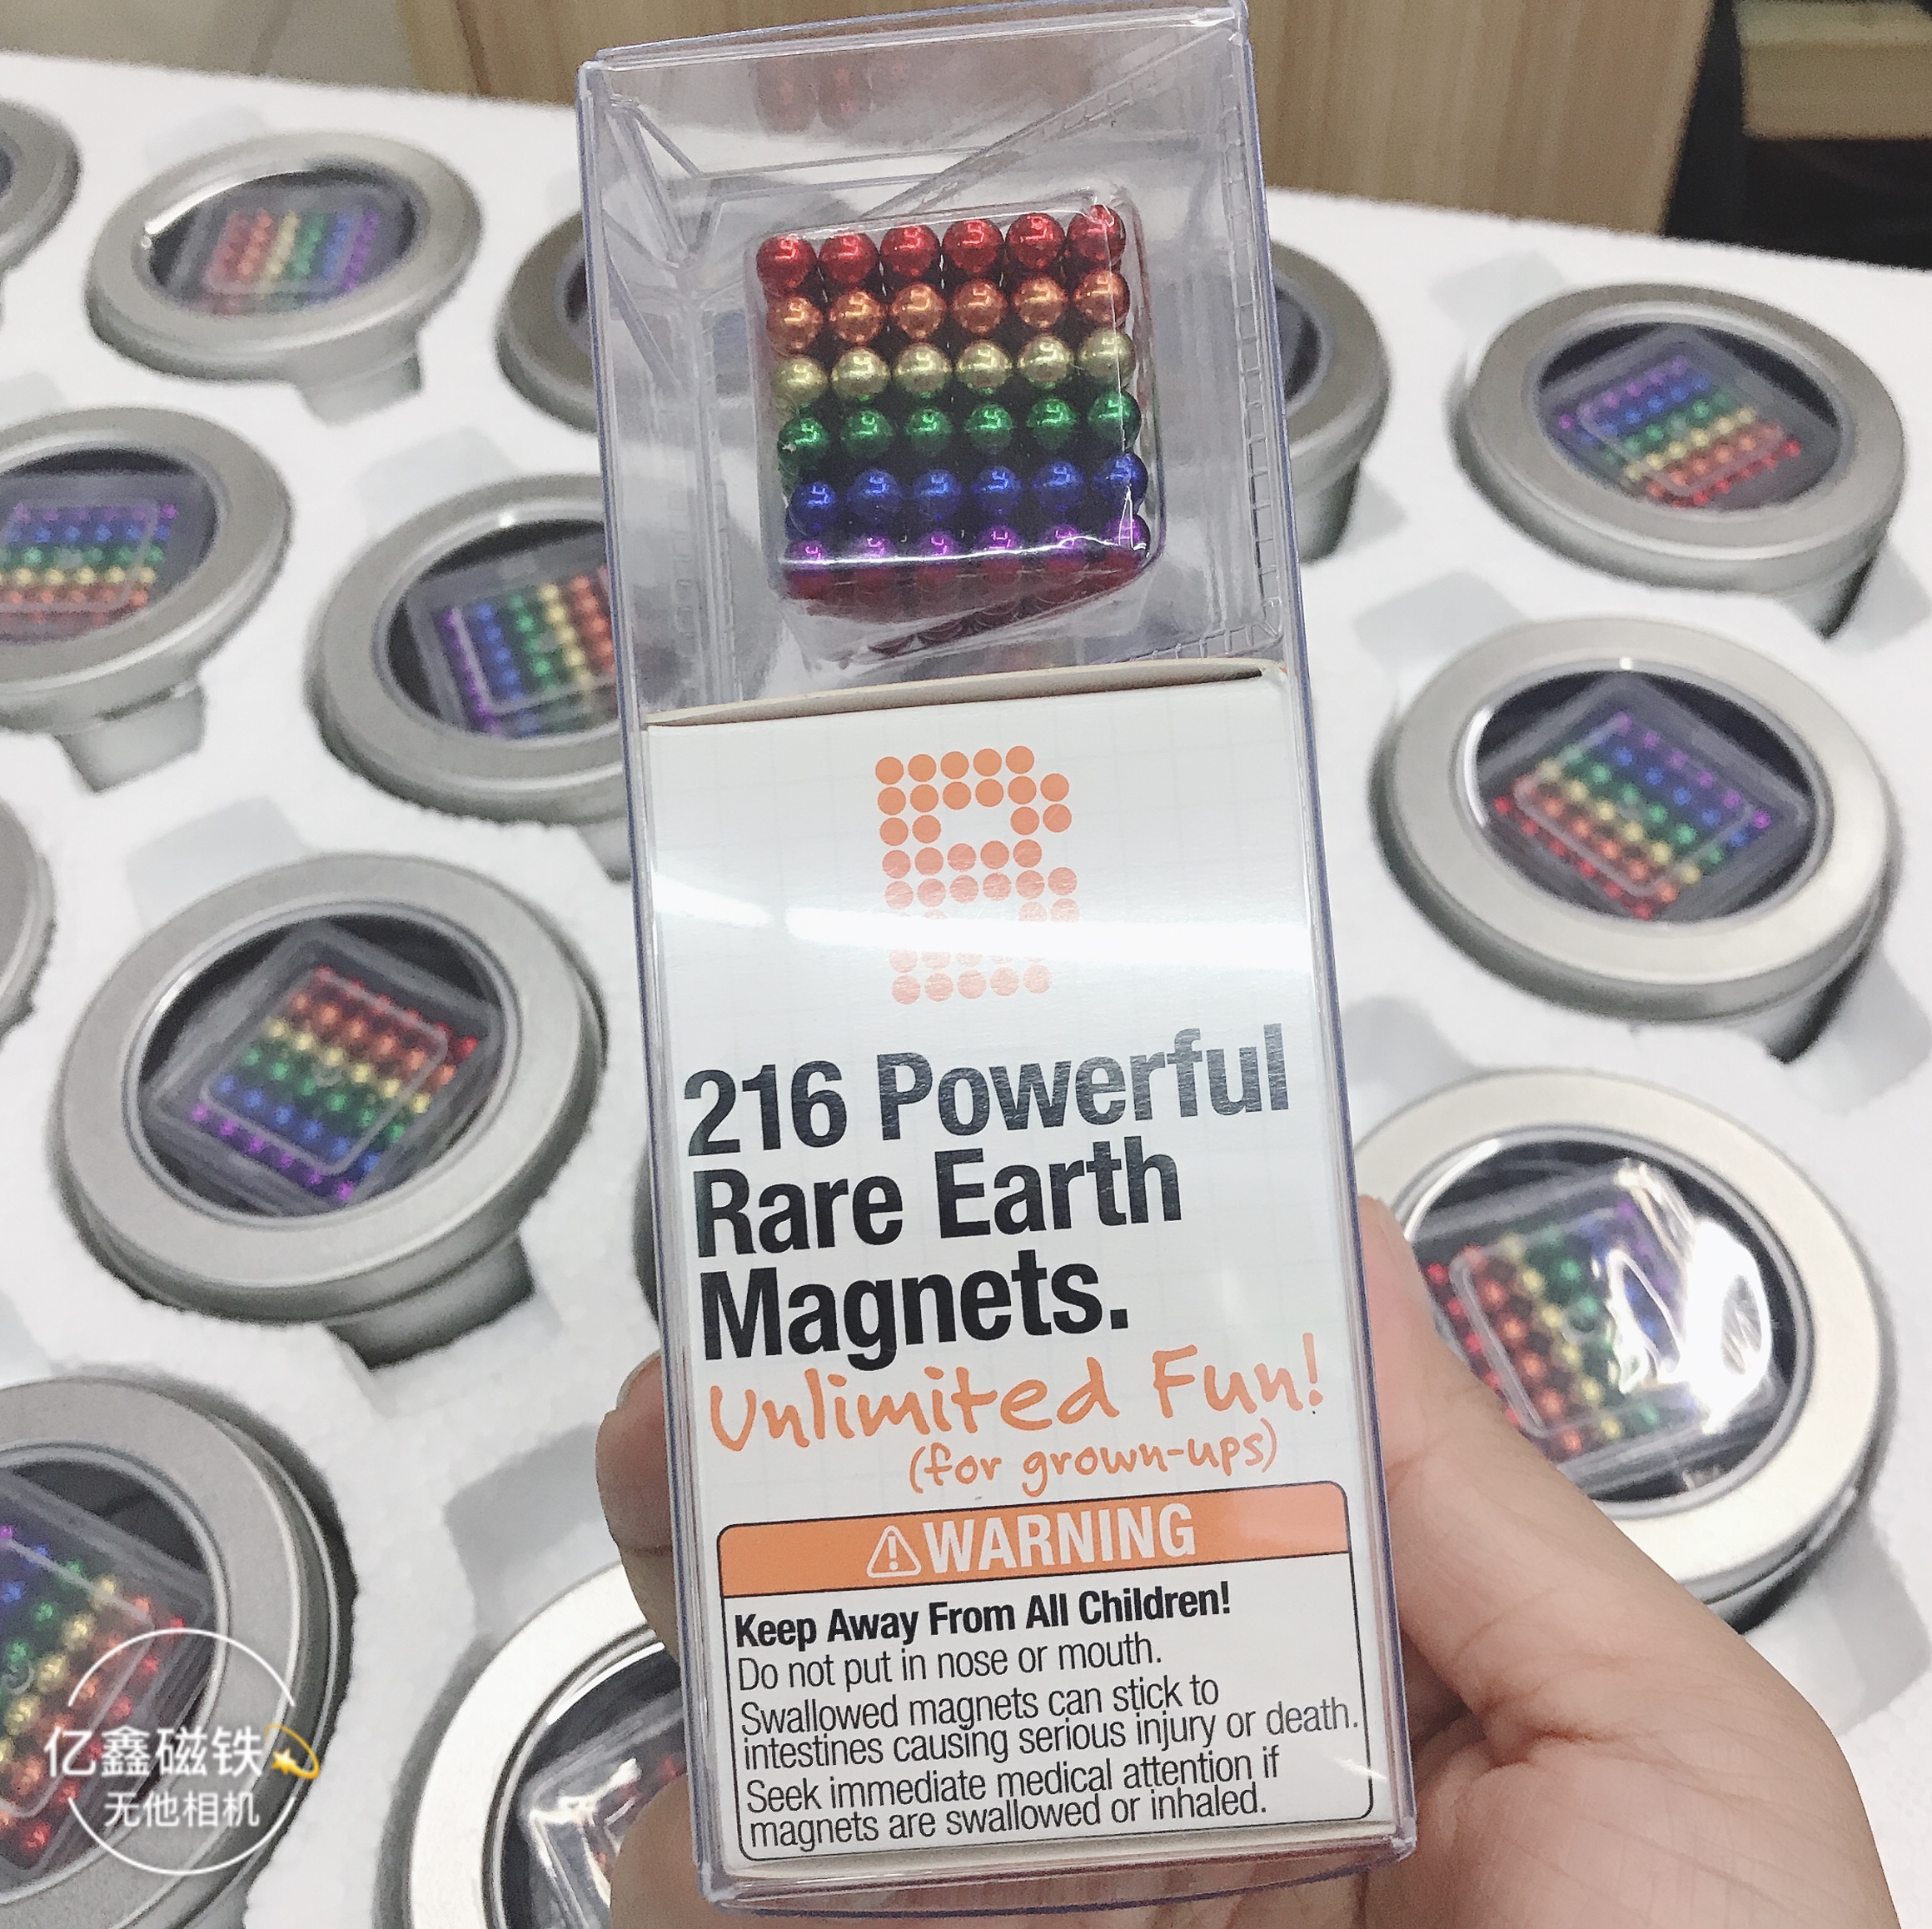 216 Powerful
Rare Earth
Magnets.
Unlimited Fun!
(for grown-ups)
WARNING
Keep Away From All Children!
Do not put in nose or mouth.
Swallowed magnets can stick to
intestines causing serious injury or death.
Seek immediate medical attention if
magnets are swallowed or inhaled.
亿鑫磁铁💫
无他相机